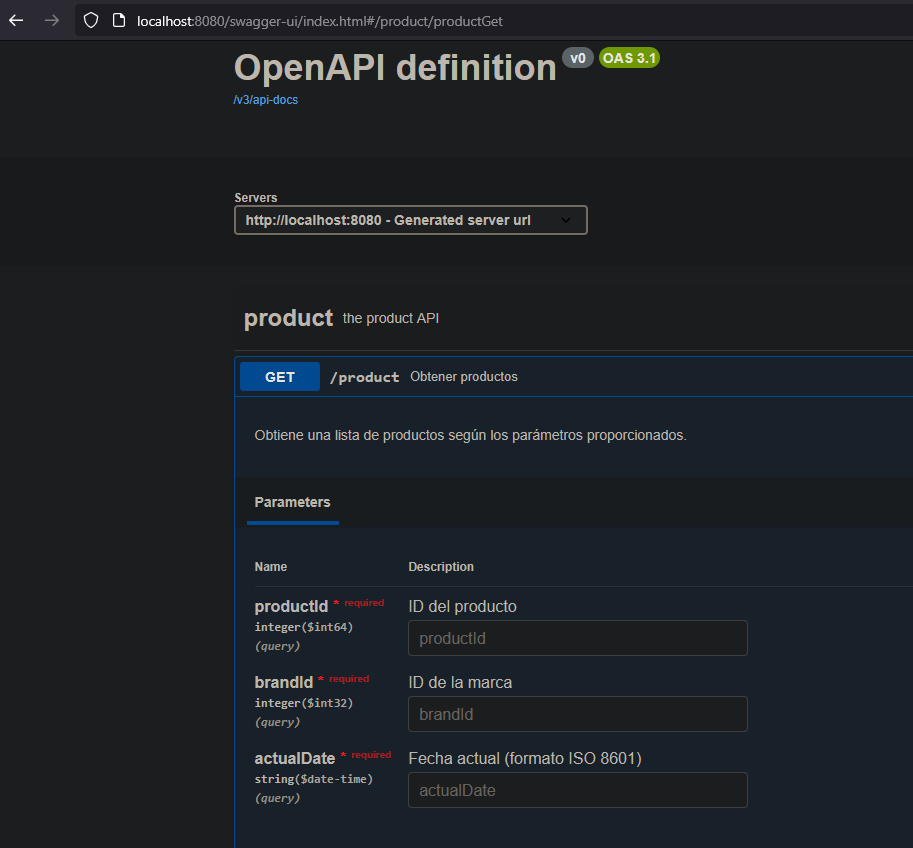 localhost:8080/swagger-ui/index.html#/product/productGet
OpenAPI definition v0 OAS 3.1
/v3/api-docs
Servers
http://localhost:8080 - Generated server url
product the product API
GET /product Obtener productos
Obtiene una lista de productos según los parámetros proporcionados.
Parameters
Name Description
productId * required ID del producto
integer($int64) productId
(query)
brandId * required ID de la marca
integer($int32) brandId
(query)
actualDate * required Fecha actual (formato ISO 8601)
string($date-time) actualDate
(query)